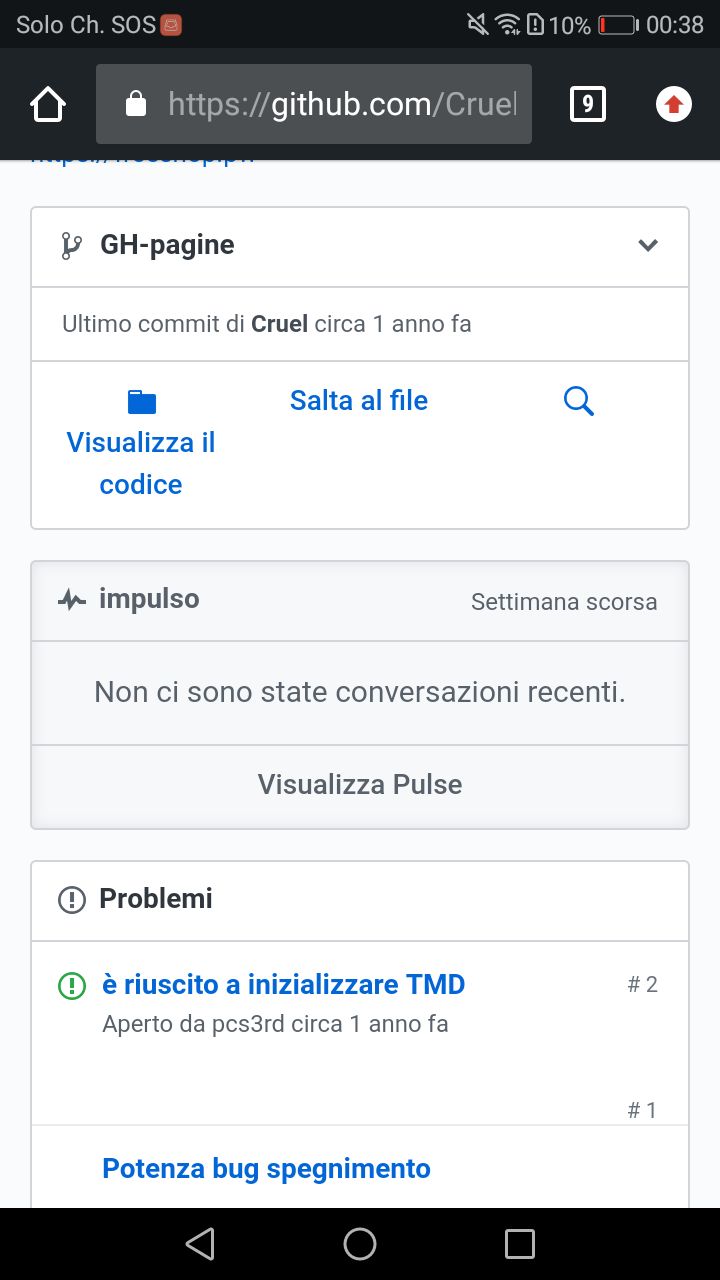 Solo Ch. SOS
10% 00:38
https://github.com/Cruel
9
GH-pagine
Ultimo commit di Cruel circa 1 anno fa
Salta al file
Visualizza il
codice
impulso
Settimana scorsa
Non ci sono state conversazioni recenti.
Visualizza Pulse
Problemi
è riuscito a inizializzare TMD
# 2
Aperto da pcs3rd circa 1 anno fa
# 1
Potenza bug spegnimento